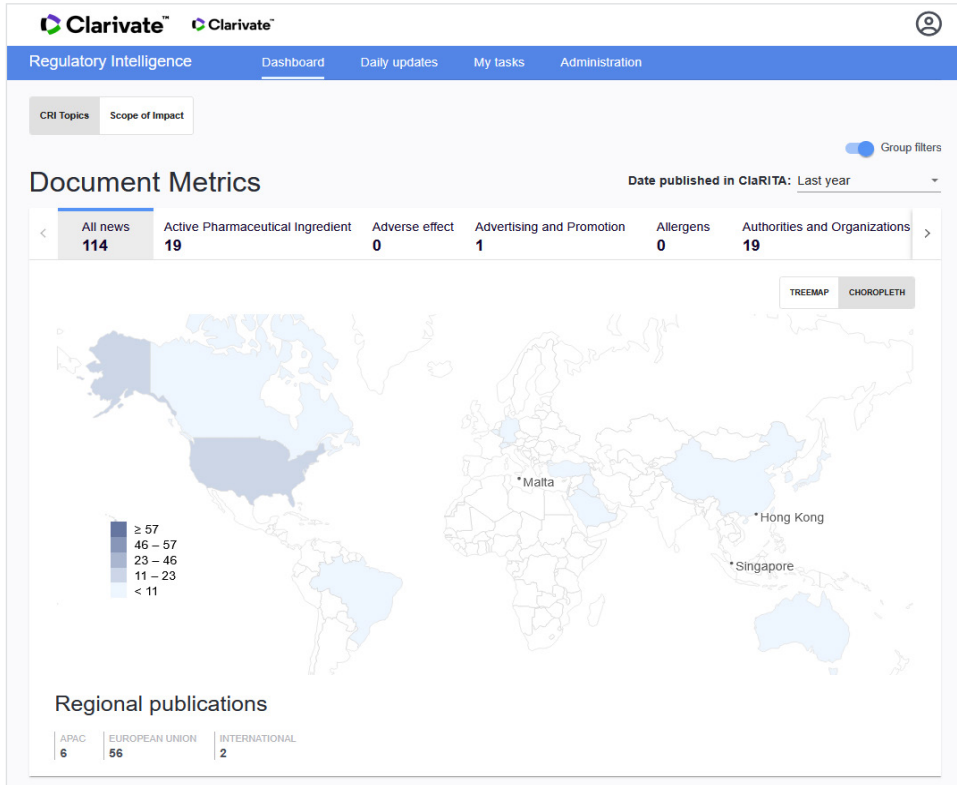 Clarivate™ Clarivate™
Regulatory Intelligence Dashboard Daily updates My tasks Administration
CRI Topics Scope of Impact
Group filters
Document Metrics
Date published in ClaRITA: Last year
All news Active Pharmaceutical Ingredient Adverse effect Advertising and Promotion Allergens Authorities and Organizations
114 19 0 1 0 19
TREEMAP CHOROPLETH
Malta
Hong Kong
Singapore
≥ 57
46 – 57
23 – 46
11 – 23
< 11
Regional publications
APAC EUROPEAN UNION INTERNATIONAL
6 56 2